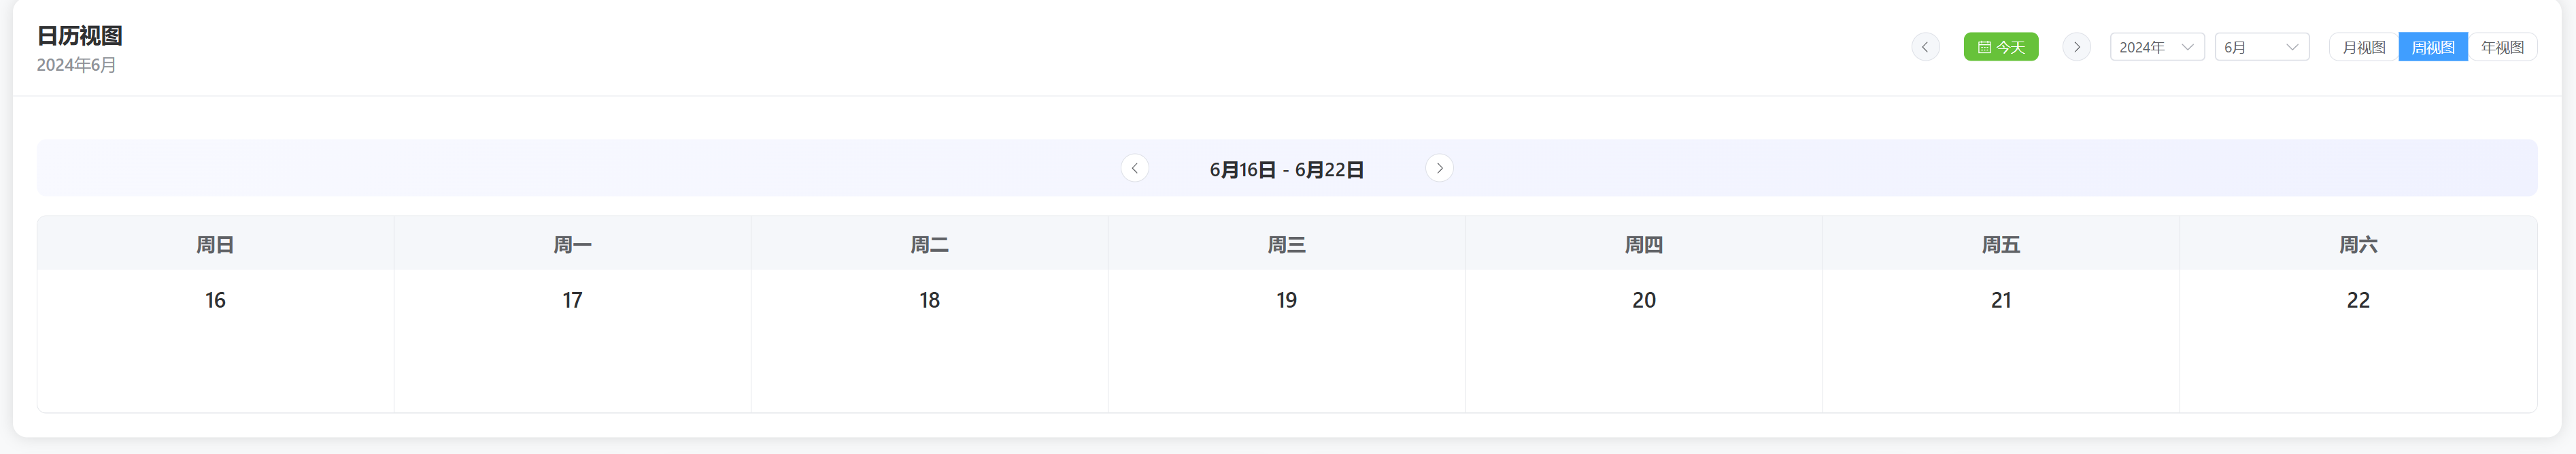 日历视图
2024年6月
今天
2024年
6月
月视图 周视图 年视图
6月16日 - 6月22日
周日 周一 周二 周三 周四 周五 周六
16 17 18 19 20 21 22